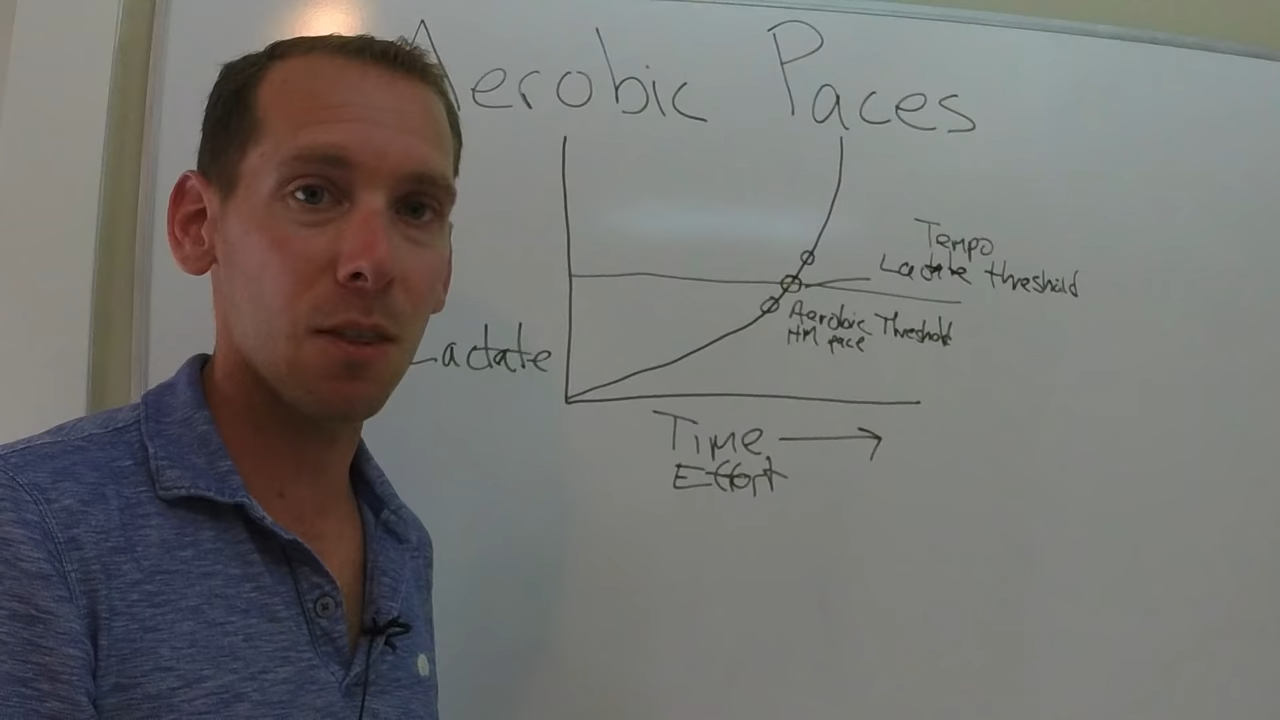 Aerobic Paces
Tempo
Lactate threshold
Aerobic Threshold
HM pace
Lactate
Time
Effort